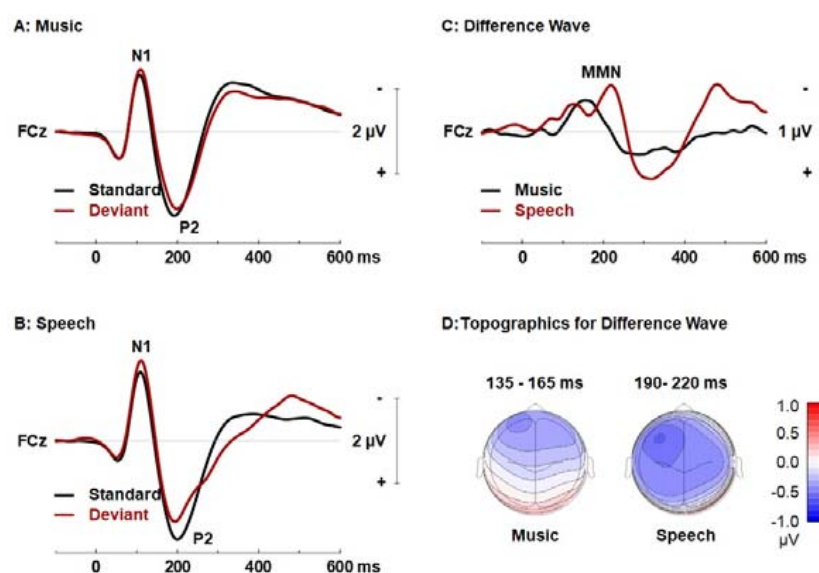 A: Music
N1
-
FCz
2 µV
+
Standard
Deviant
P2
0 200 400 600 ms
B: Speech
N1
-
FCz
2 µV
+
Standard
Deviant
P2
0 200 400 600 ms
C: Difference Wave
MMN
-
FCz
1 µV
+
Music
Speech
0 200 400 600 ms
D:Topographics for Difference Wave
135 - 165 ms 190- 220 ms
1.0
0.5
0.0
-0.5
-1.0
µV
Music Speech